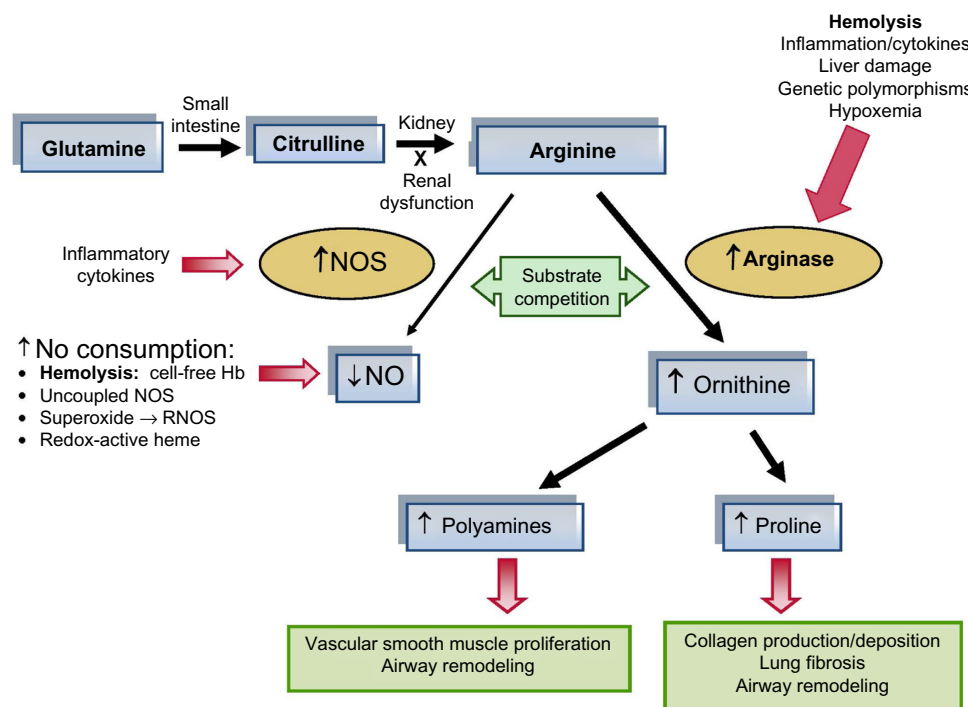 Hemolysis
Inflammation/cytokines
Liver damage
Genetic polymorphisms
Hypoxemia
Glutamine
Small
intestine
Citrulline
Kidney
X
Renal
dysfunction
Arginine
Inflammatory
cytokines
↑NOS
Substrate
competition
↑Arginase
↑No consumption:
• Hemolysis: cell-free Hb
• Uncoupled NOS
• Superoxide → RNOS
• Redox-active heme
↓NO
↑ Ornithine
↑ Polyamines
↑ Proline
Vascular smooth muscle proliferation
Airway remodeling
Collagen production/deposition
Lung fibrosis
Airway remodeling